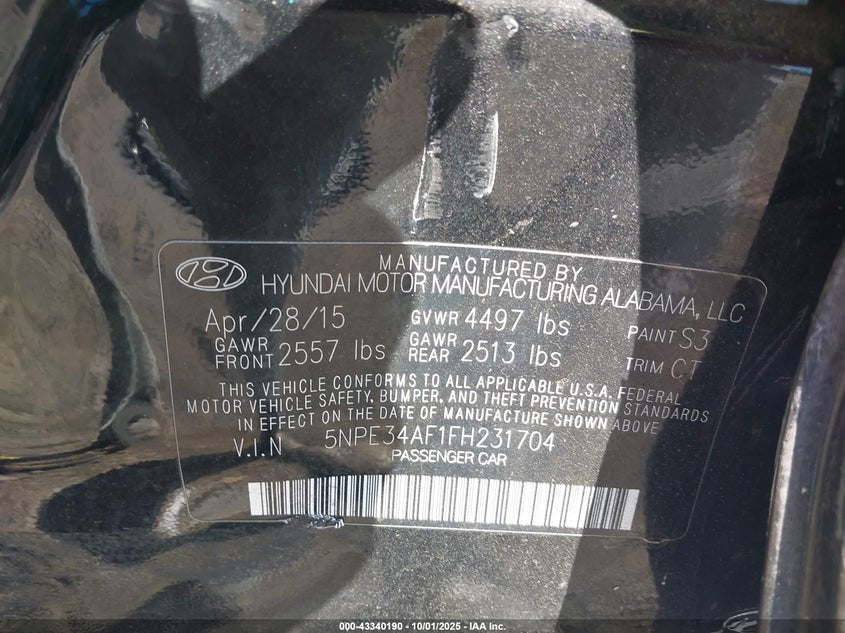 MANUFACTURED BY
HYUNDAI MOTOR MANUFACTURING ALABAMA, LLC
Apr/28/15 GVWR 4497 lbs PAINT S3
GAWR FRONT 2557 lbs GAWR REAR 2513 lbs TRIM CT
THIS VEHICLE CONFORMS TO ALL APPLICABLE U.S.A. FEDERAL
MOTOR VEHICLE SAFETY, BUMPER, AND THEFT PREVENTION STANDARDS
IN EFFECT ON THE DATE OF MANUFACTURE SHOWN ABOVE
V.I.N 5NPE34AF1FH231704
PASSENGER CAR
000-43340190 - 10/01/2025 - IAA Inc.